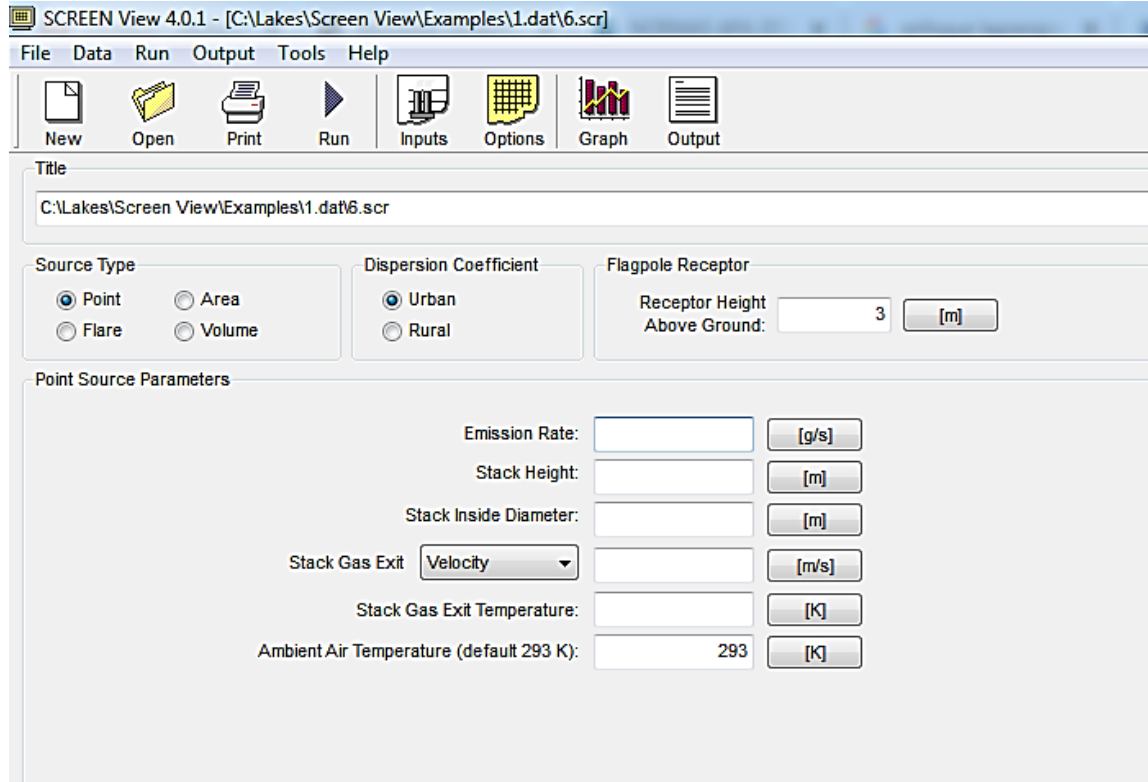 SCREEN View 4.0.1 - [C:\Lakes\Screen View\Examples\1.dat\6.scr]
File Data Run Output Tools Help
New Open Print Run Inputs Options Graph Output
Title
C:\Lakes\Screen View\Examples\1.dat\6.scr
Source Type Dispersion Coefficient Flagpole Receptor
Point Area Urban Receptor Height
Above Ground: 3 [m]
Flare Volume Rural
Point Source Parameters
Emission Rate: [g/s]
Stack Height: [m]
Stack Inside Diameter: [m]
Stack Gas Exit Velocity [m/s]
Stack Gas Exit Temperature: [K]
Ambient Air Temperature (default 293 K): 293 [K]